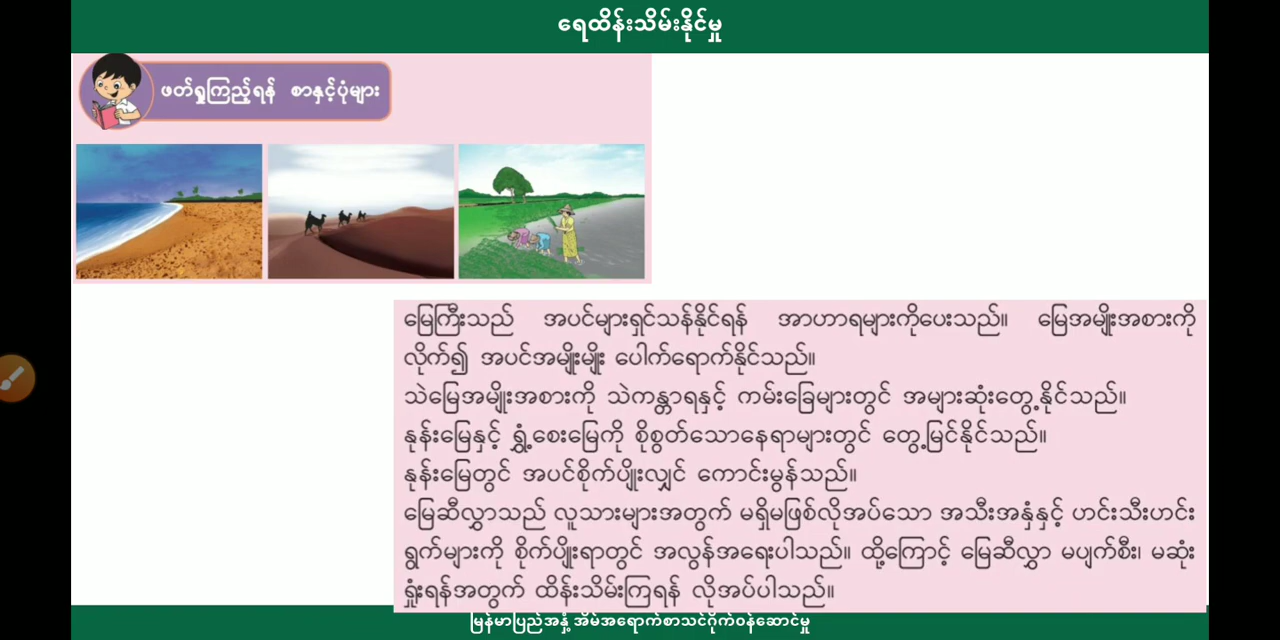 ရေထိန်းသိမ်းနိုင်မှု
ဖတ်ရှုကြည့်ရန် စာနှင့်ပုံများ
မြေကြီးသည် အပင်များရှင်သန်နိုင်ရန် အာဟာရများကိုပေးသည်။ မြေအမျိုးအစားကို
လိုက်၍ အပင်အမျိုးမျိုး ပေါက်ရောက်နိုင်သည်။
သဲမြေအမျိုးအစားကို သဲကန္တာရနှင့် ကမ်းခြေများတွင် အများဆုံးတွေ့နိုင်သည်။
နုန်းမြေနှင့် ရွှံ့စေးမြေကို စိုစွတ်သောနေရာများတွင် တွေ့မြင်နိုင်သည်။
နုန်းမြေတွင် အပင်စိုက်ပျိုးလျှင် ကောင်းမွန်သည်။
မြေဆီလွှာသည် လူသားများအတွက် မရှိမဖြစ်လိုအပ်သော အသီးအနှံနှင့် ဟင်းသီးဟင်း
ရွက်များကို စိုက်ပျိုးရာတွင် အလွန်အရေးပါသည်။ ထို့ကြောင့် မြေဆီလွှာ မပျက်စီး၊ မဆုံး
ရှုံးရန်အတွက် ထိန်းသိမ်းကြရန် လိုအပ်ပါသည်။
မြန်မာပြည်အနှံ့ အိမ်အရောက်စာသင်ဂိုက်ဝန်ဆောင်မှု